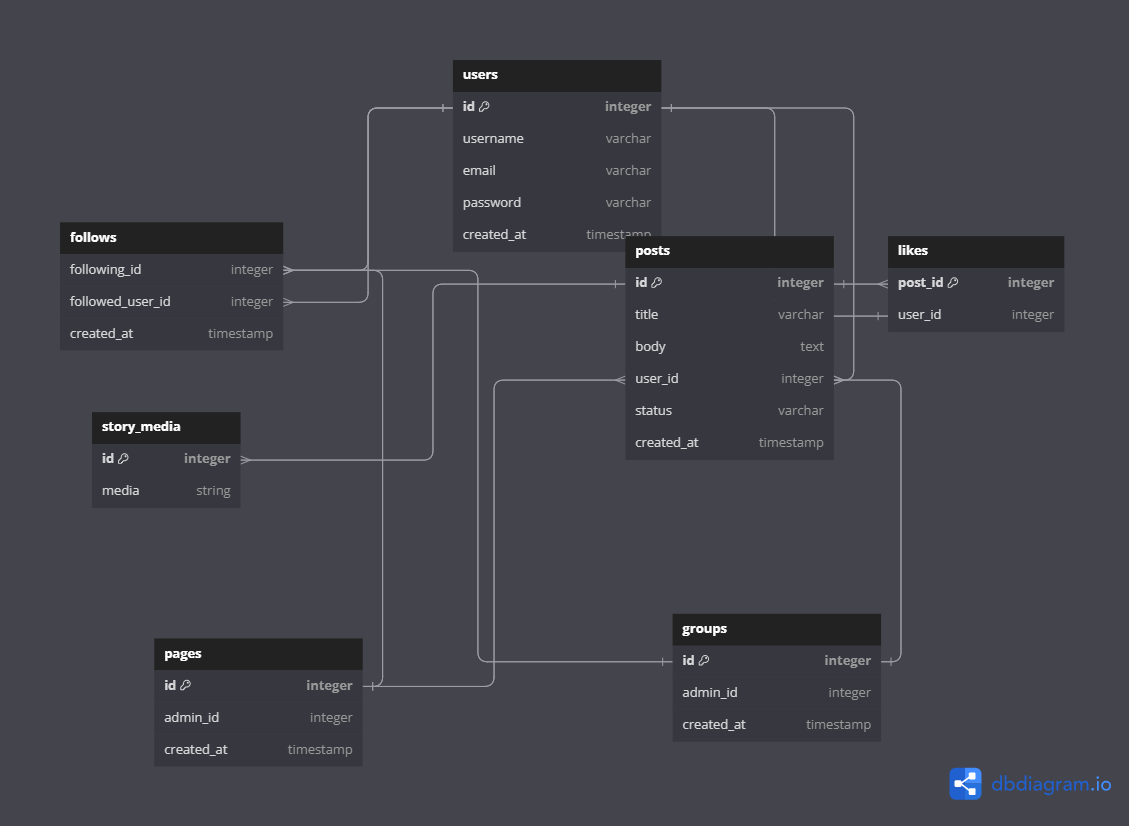 users
id integer
username varchar
email varchar
password varchar
created_at timestamp
follows
following_id integer
followed_user_id integer
created_at timestamp
posts
id integer
title varchar
body text
user_id integer
status varchar
created_at timestamp
likes
post_id integer
user_id integer
story_media
id integer
media string
pages
id integer
admin_id integer
created_at timestamp
groups
id integer
admin_id integer
created_at timestamp
dbdiagram.io